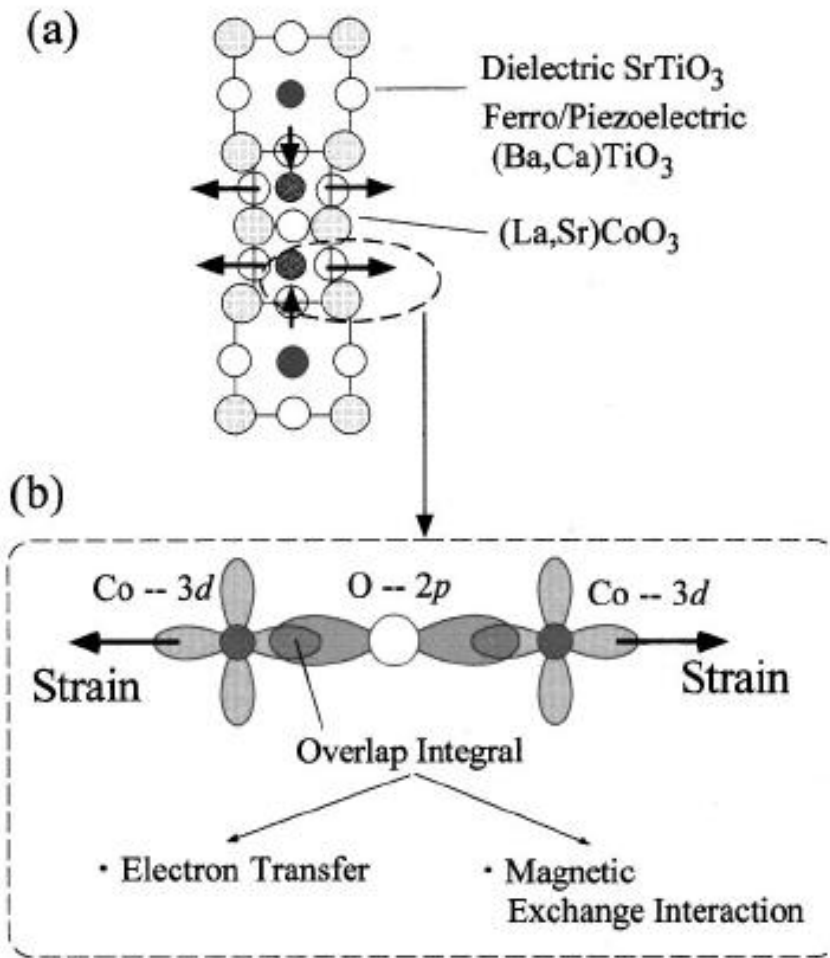 (a)
Dielectric SrTiO₃
Ferro/Piezoelectric
(Ba,Ca)TiO₃
(La,Sr)CoO₃
(b)
Co -- 3d
O -- 2p
Co -- 3d
Strain
Strain
Overlap Integral
· Electron Transfer
· Magnetic
Exchange Interaction